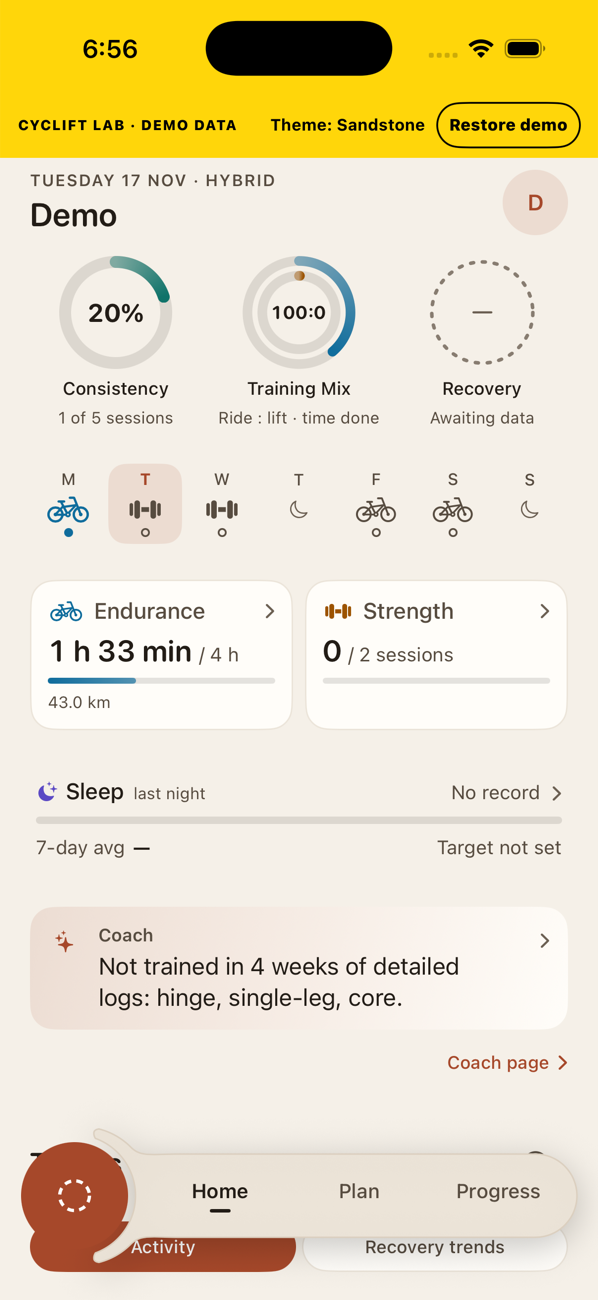 6:56
CYCLIFT LAB · DEMO DATA
Theme: Sandstone
Restore demo
TUESDAY 17 NOV · HYBRID
Demo
D
20%
100:0
—
Consistency
Training Mix
Recovery
1 of 5 sessions
Ride : lift · time done
Awaiting data
M T W T F S S
Endurance
1 h 33 min / 4 h
43.0 km
Strength
0 / 2 sessions
Sleep last night
No record
7-day avg —
Target not set
Coach
Not trained in 4 weeks of detailed
logs: hinge, single-leg, core.
Coach page
Home
Plan
Progress
Activity
Recovery trends